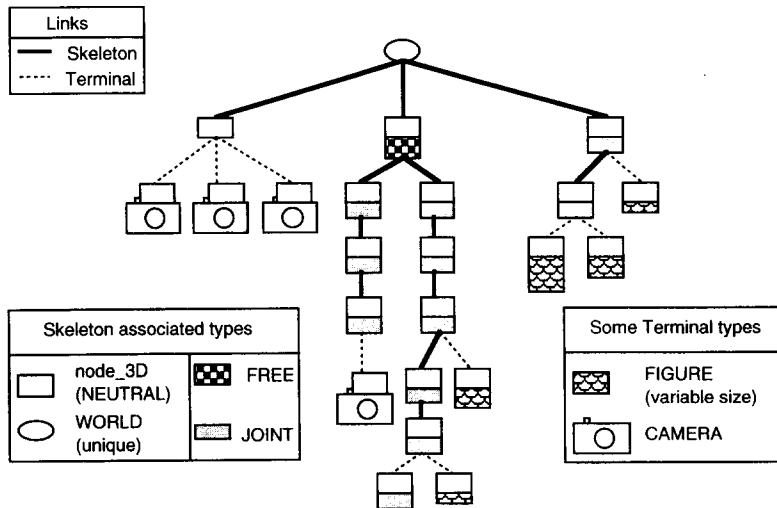 Links
Skeleton
Terminal
Skeleton associated types
node_3D
(NEUTRAL)
WORLD
(unique)
FREE
JOINT
Some Terminal types
FIGURE
(variable size)
CAMERA